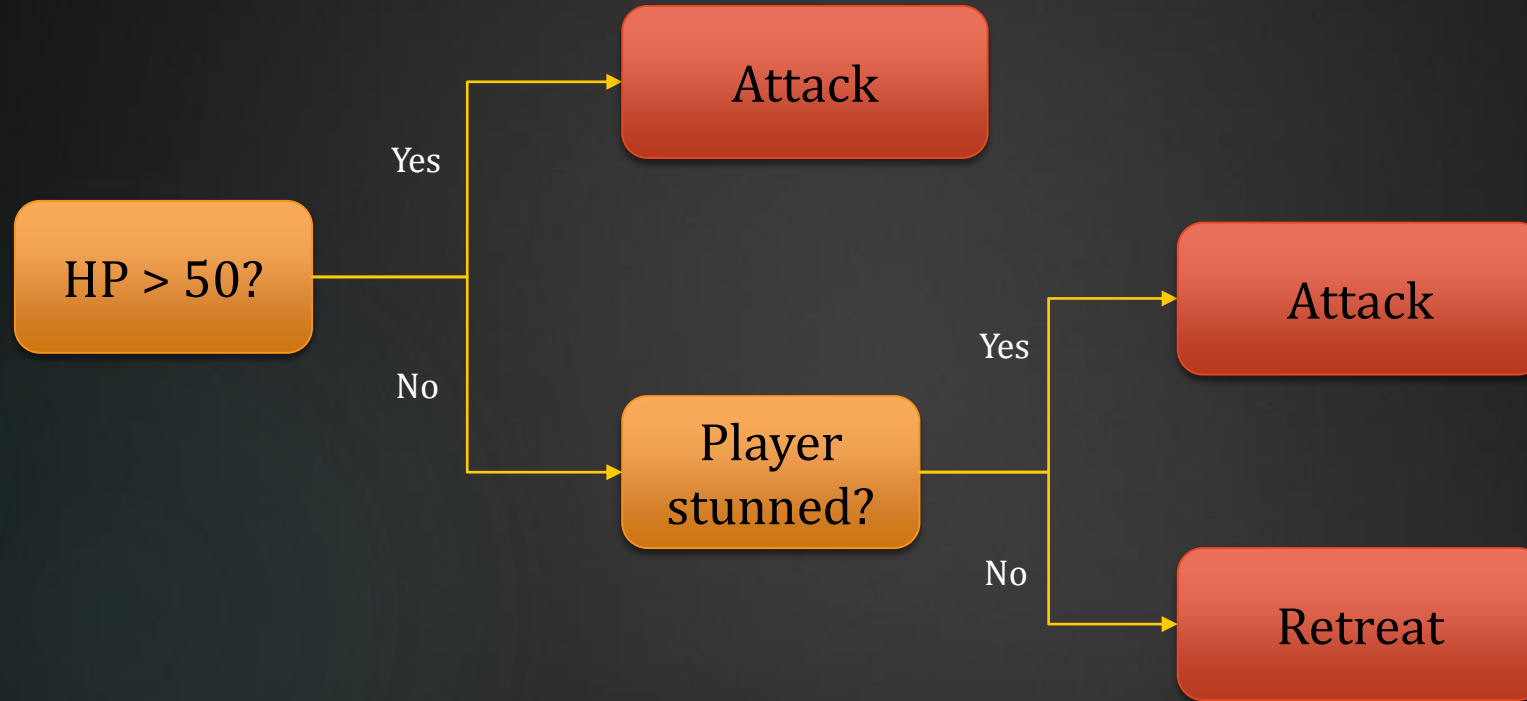 Attack
Yes
HP > 50?
No
Player
stunned?
Yes
Attack
No
Retreat